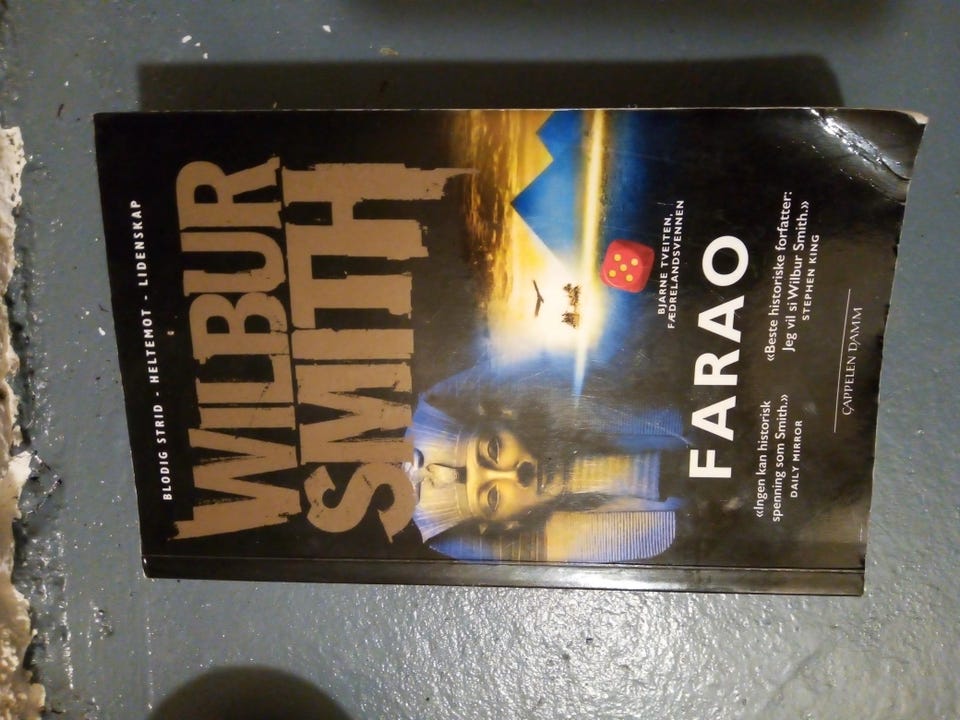 BLODIG STRID - HELTEMOT - LIDENSKAP
WILBUR
SMITH
BJARNE TVEITEN,
FÆDRELANDSVENNEN
FARAO
«Ingen kan historisk
spenning som Smith.»
DAILY MIRROR
«Beste historiske forfatter:
Jeg vil si Wilbur Smith.»
STEPHEN KING
CAPPELEN DAMM